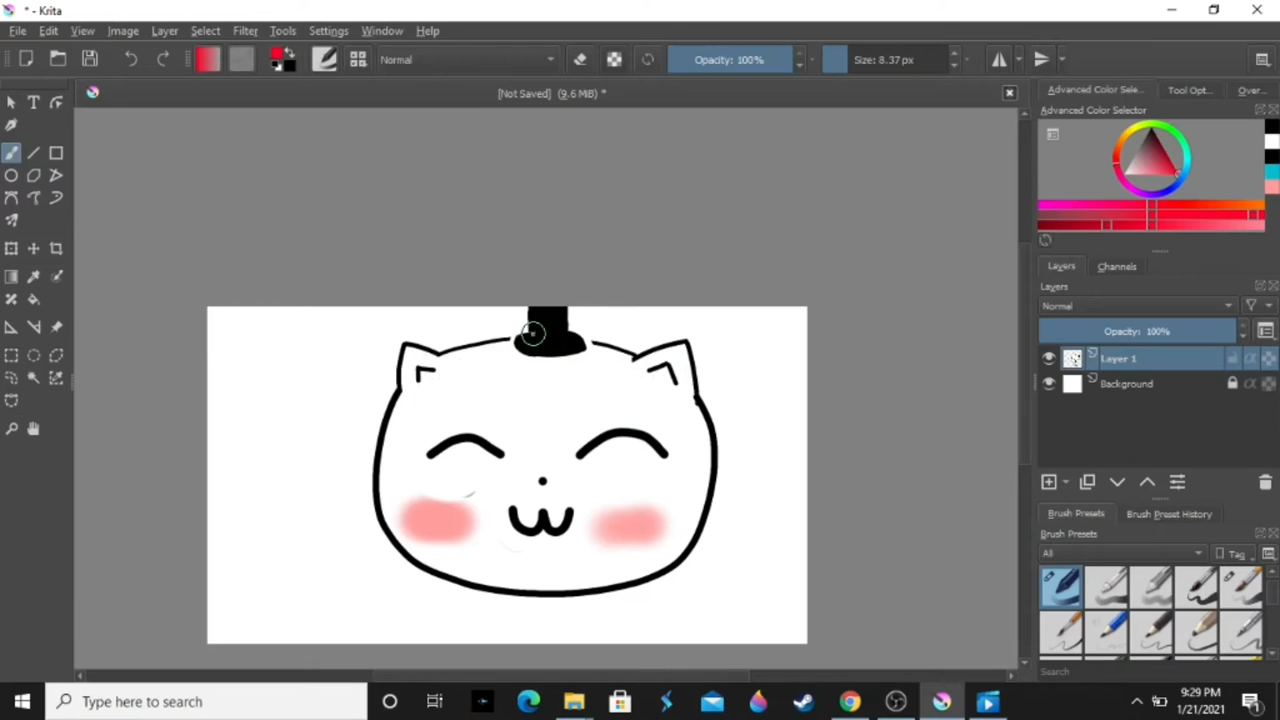 * - Krita
File Edit View Image Layer Select Filter Tools Settings Window Help
Normal Opacity: 100% Size: 8.37 px
[Not Saved] (9.6 MiB) *
Advanced Color Sele... Tool Opt... Over...
Advanced Color Selector
Layers Channels
Layers
Normal
Opacity: 100%
Layer 1
Background
Brush Presets Brush Preset History
Brush Presets
All Tag
Search
Type here to search
9:29 PM
1/21/2021
1